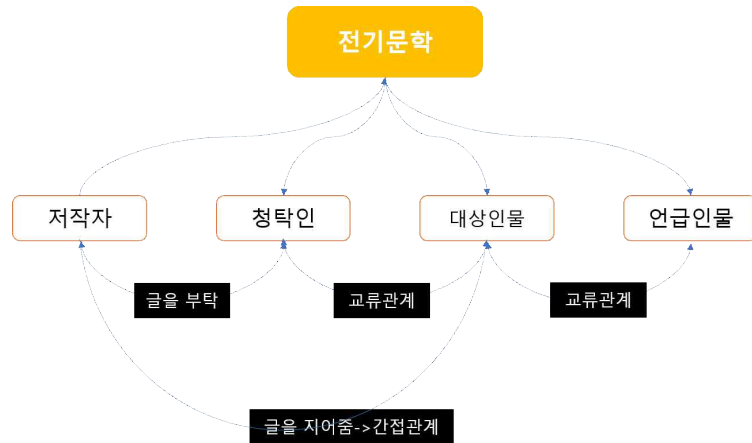 전기문학
저작자
청탁인
대상인물
언급인물
글을 부탁
교류관계
교류관계
글을 지어줌->간접관계